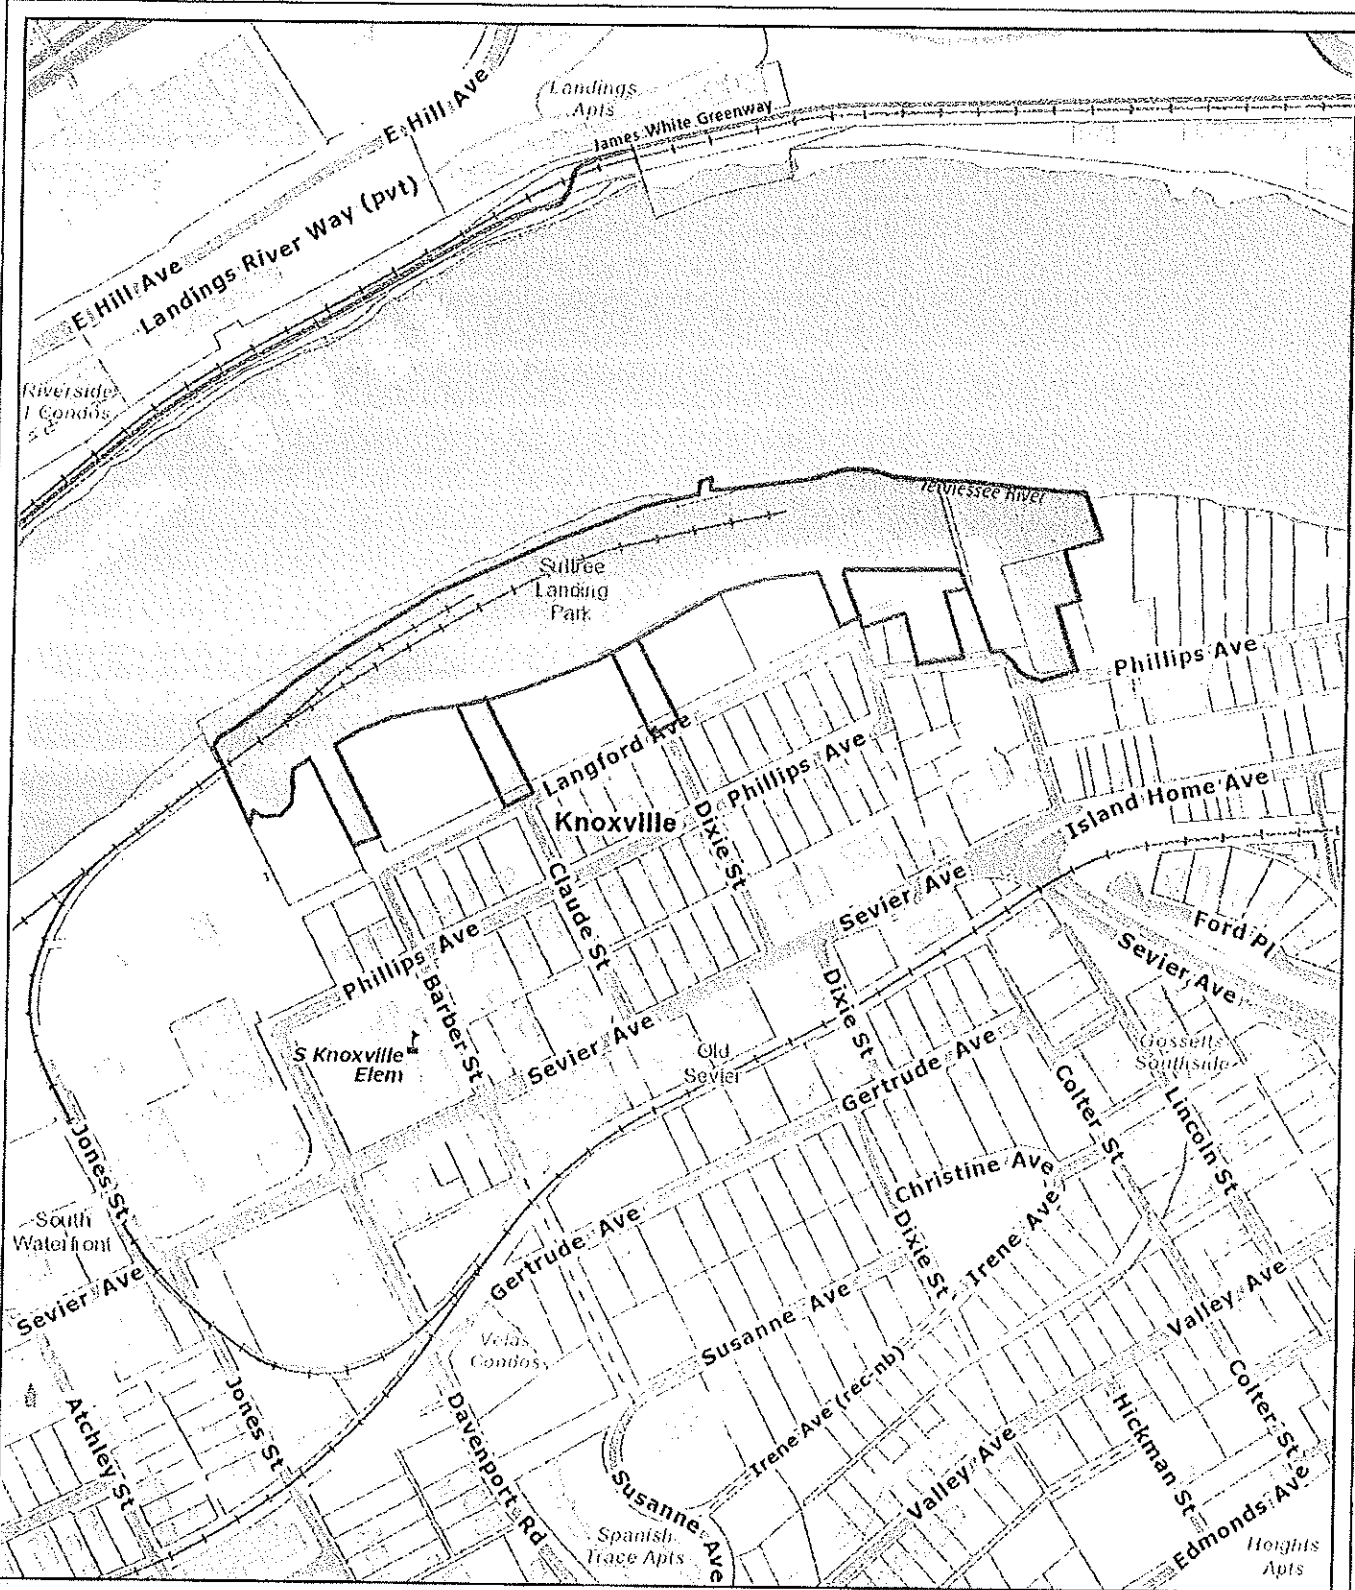 Landings
Apts
E Hill Ave
James White Greenway
Landings River Way (pvt)
E Hill Ave
Riverside
1 Condos
Tennessee River
Suttree
Landing
Park
Phillips Ave
Langford Ave
Phillips Ave
Knoxville
Dixie St
Island Home Ave
Claude St
Sevier Ave
Ford Pl
Phillips Ave
Sevier Ave
Barber St
Dixie St
S Knoxville
Elem
Sevier Ave
Old
Sevier
Gertrude Ave
Gossetts
Southside
Colter St
Lincoln St
Jones St
Christine Ave
South
Waterfront
Gertrude Ave
Dixie St
Irene Ave
Sevier Ave
Susanne Ave
Valley Ave
Velas
Condos
Jones St
Atchley St
Davenport Rd
Irene Ave (rec-nb)
Hickman St
Colter St
Valley Ave
Susanne Ave
Spanish
Trace Apts
Edmonds Ave
Heights
Apts